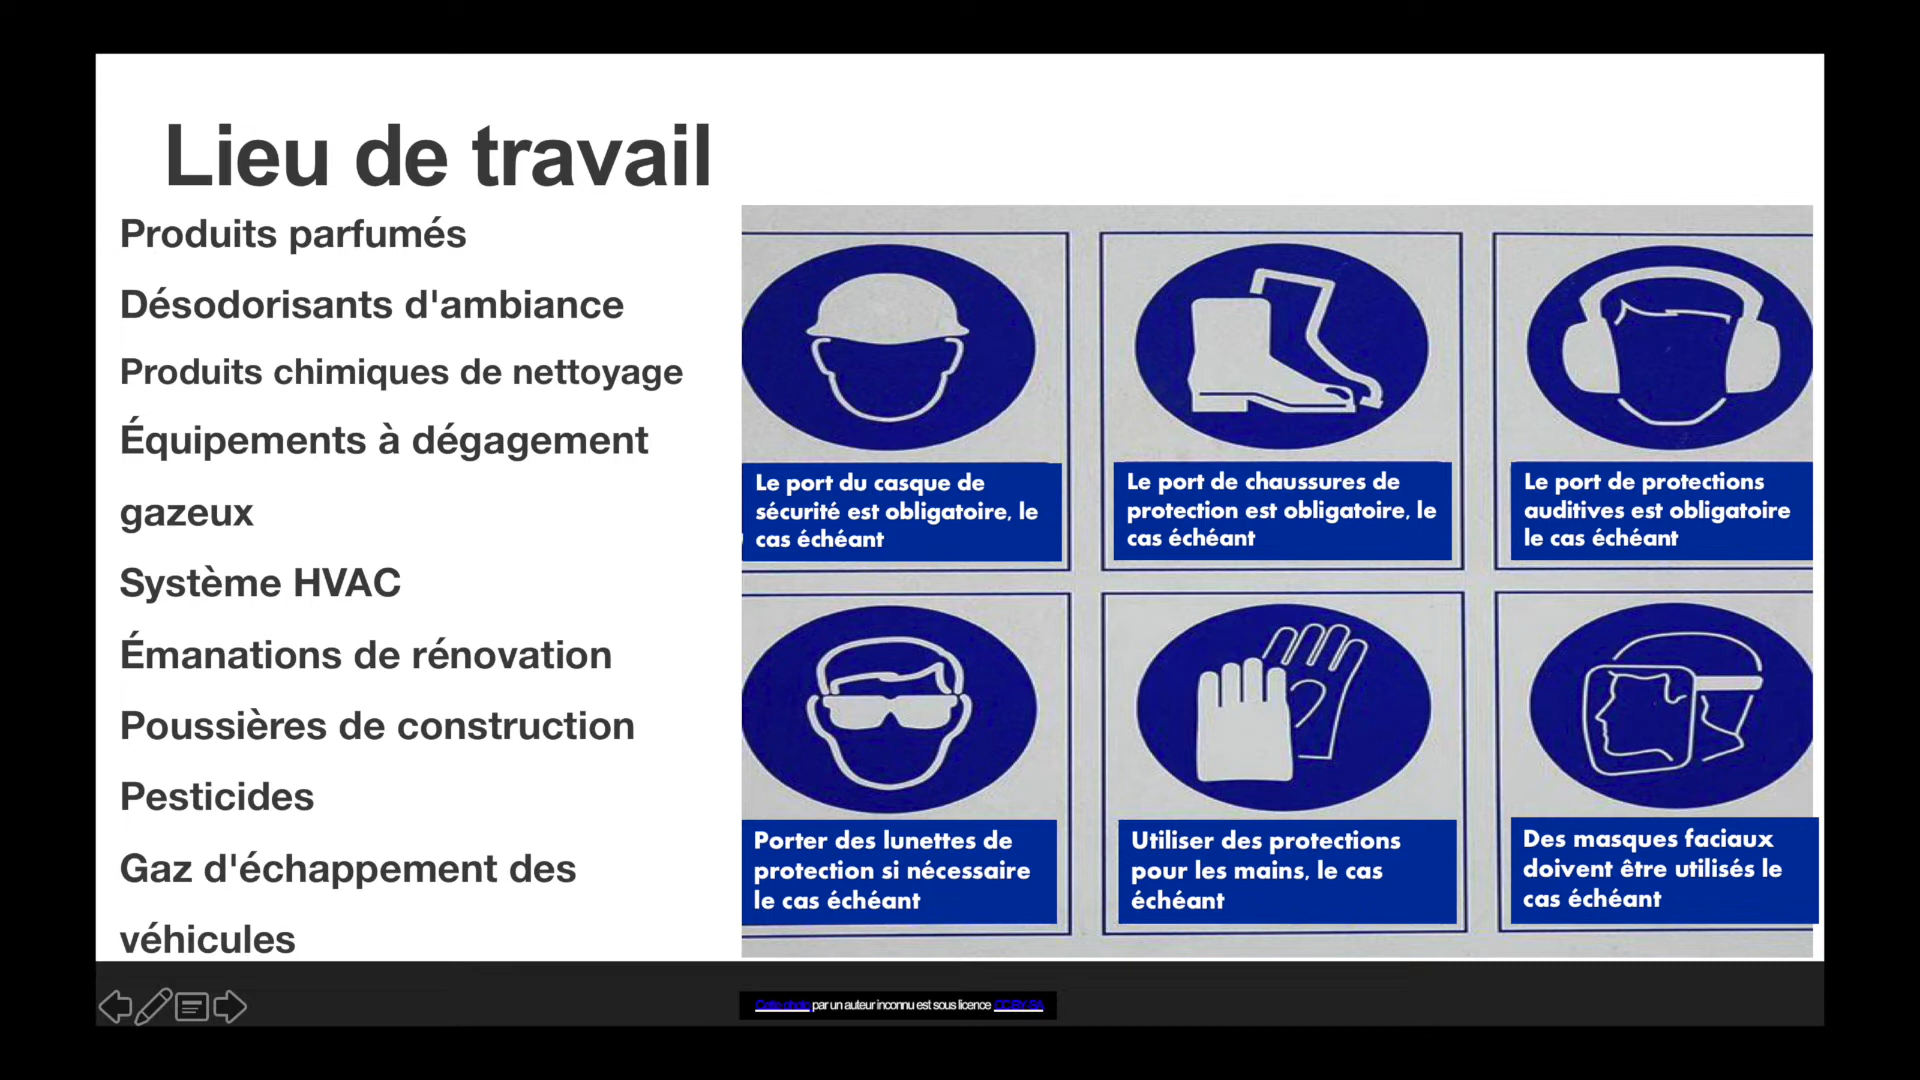 Lieu de travail
Produits parfumés
Désodorisants d'ambiance
Produits chimiques de nettoyage
Équipements à dégagement
gazeux
Système HVAC
Émanations de rénovation
Poussières de construction
Pesticides
Gaz d'échappement des
véhicules
Le port du casque de
sécurité est obligatoire, le
cas échéant
Le port de chaussures de
protection est obligatoire, le
cas échéant
Le port de protections
auditives est obligatoire
le cas échéant
Porter des lunettes de
protection si nécessaire
le cas échéant
Utiliser des protections
pour les mains, le cas
échéant
Des masques faciaux
doivent être utilisés le
cas échéant
Cette photo par un auteur inconnu est sous licence CC BY-SA